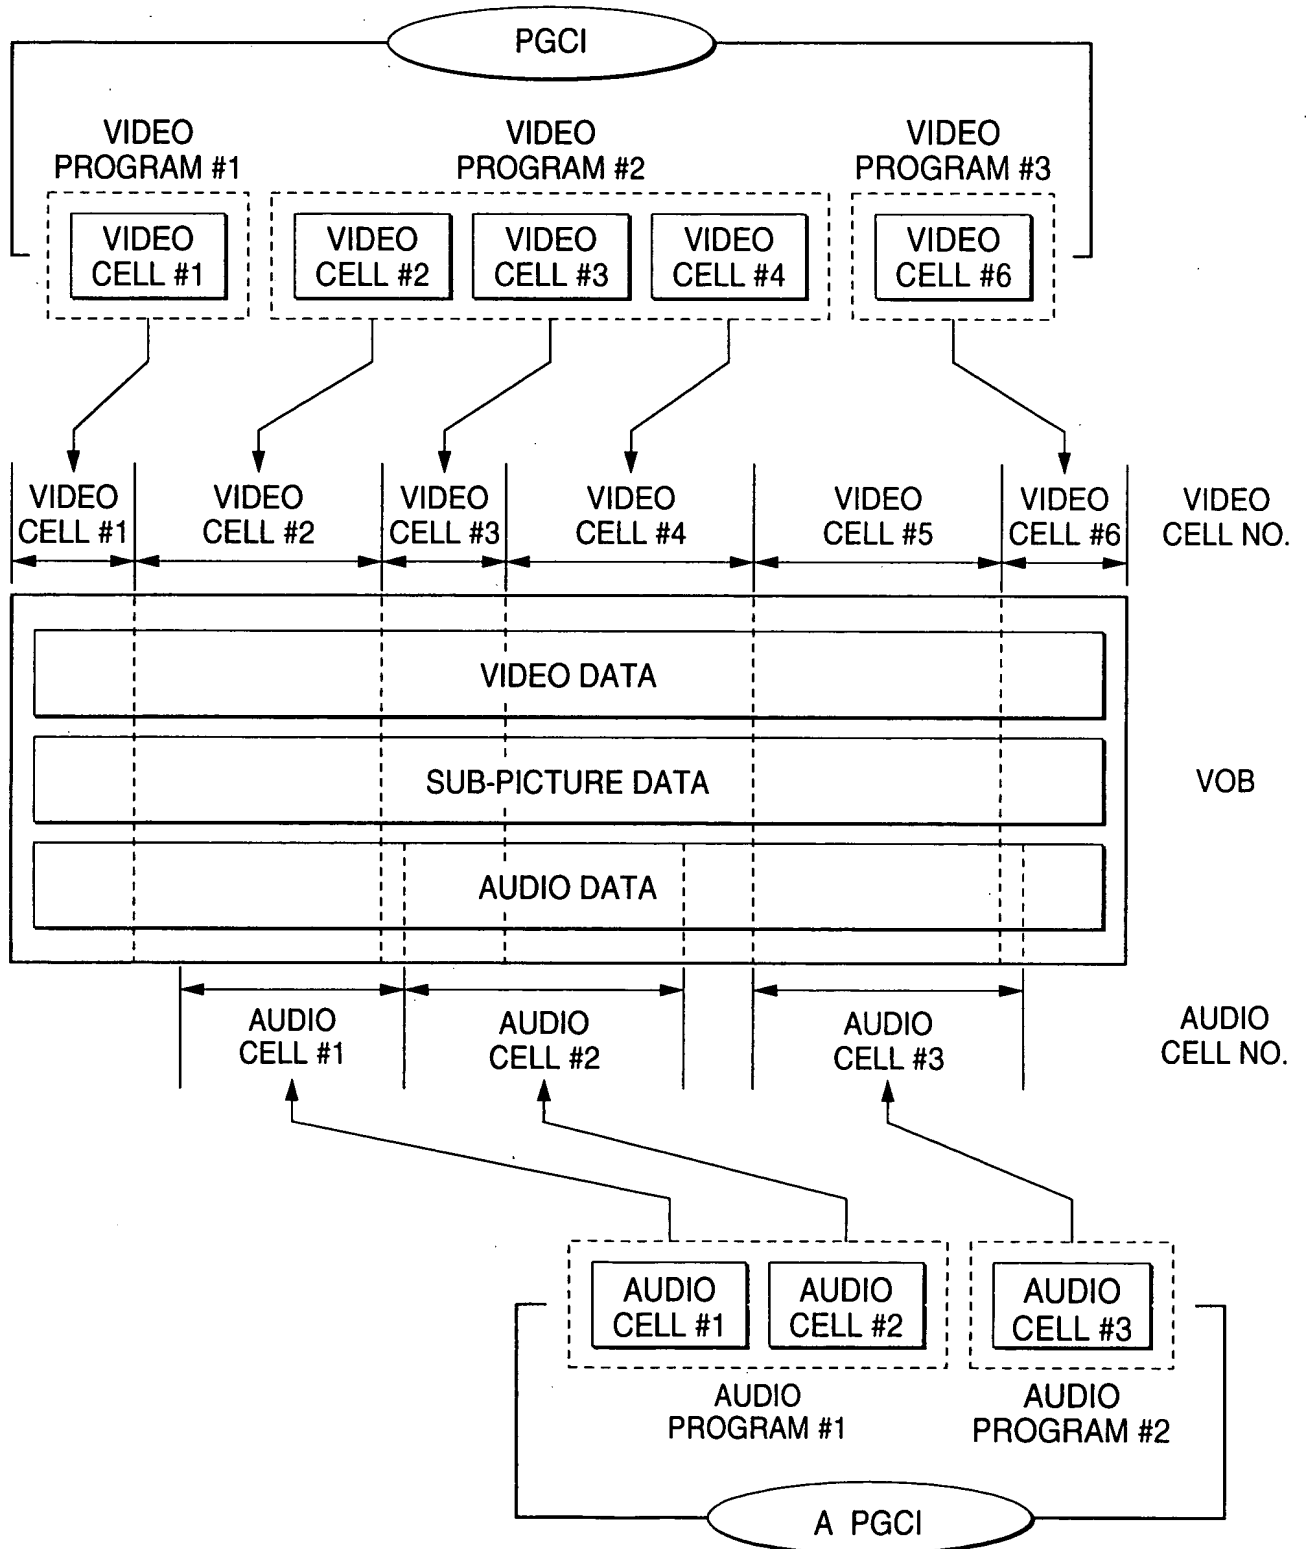 PGCI
VIDEO
PROGRAM #1
VIDEO
PROGRAM #2
VIDEO
PROGRAM #3
VIDEO
CELL #1
VIDEO
CELL #2
VIDEO
CELL #3
VIDEO
CELL #4
VIDEO
CELL #6
VIDEO
CELL #1
VIDEO
CELL #2
VIDEO
CELL #3
VIDEO
CELL #4
VIDEO
CELL #5
VIDEO
CELL #6
VIDEO
CELL NO.
VIDEO DATA
SUB-PICTURE DATA
VOB
AUDIO DATA
AUDIO
CELL #1
AUDIO
CELL #2
AUDIO
CELL #3
AUDIO
CELL NO.
AUDIO
CELL #1
AUDIO
CELL #2
AUDIO
CELL #3
AUDIO
PROGRAM #1
AUDIO
PROGRAM #2
A PGCI